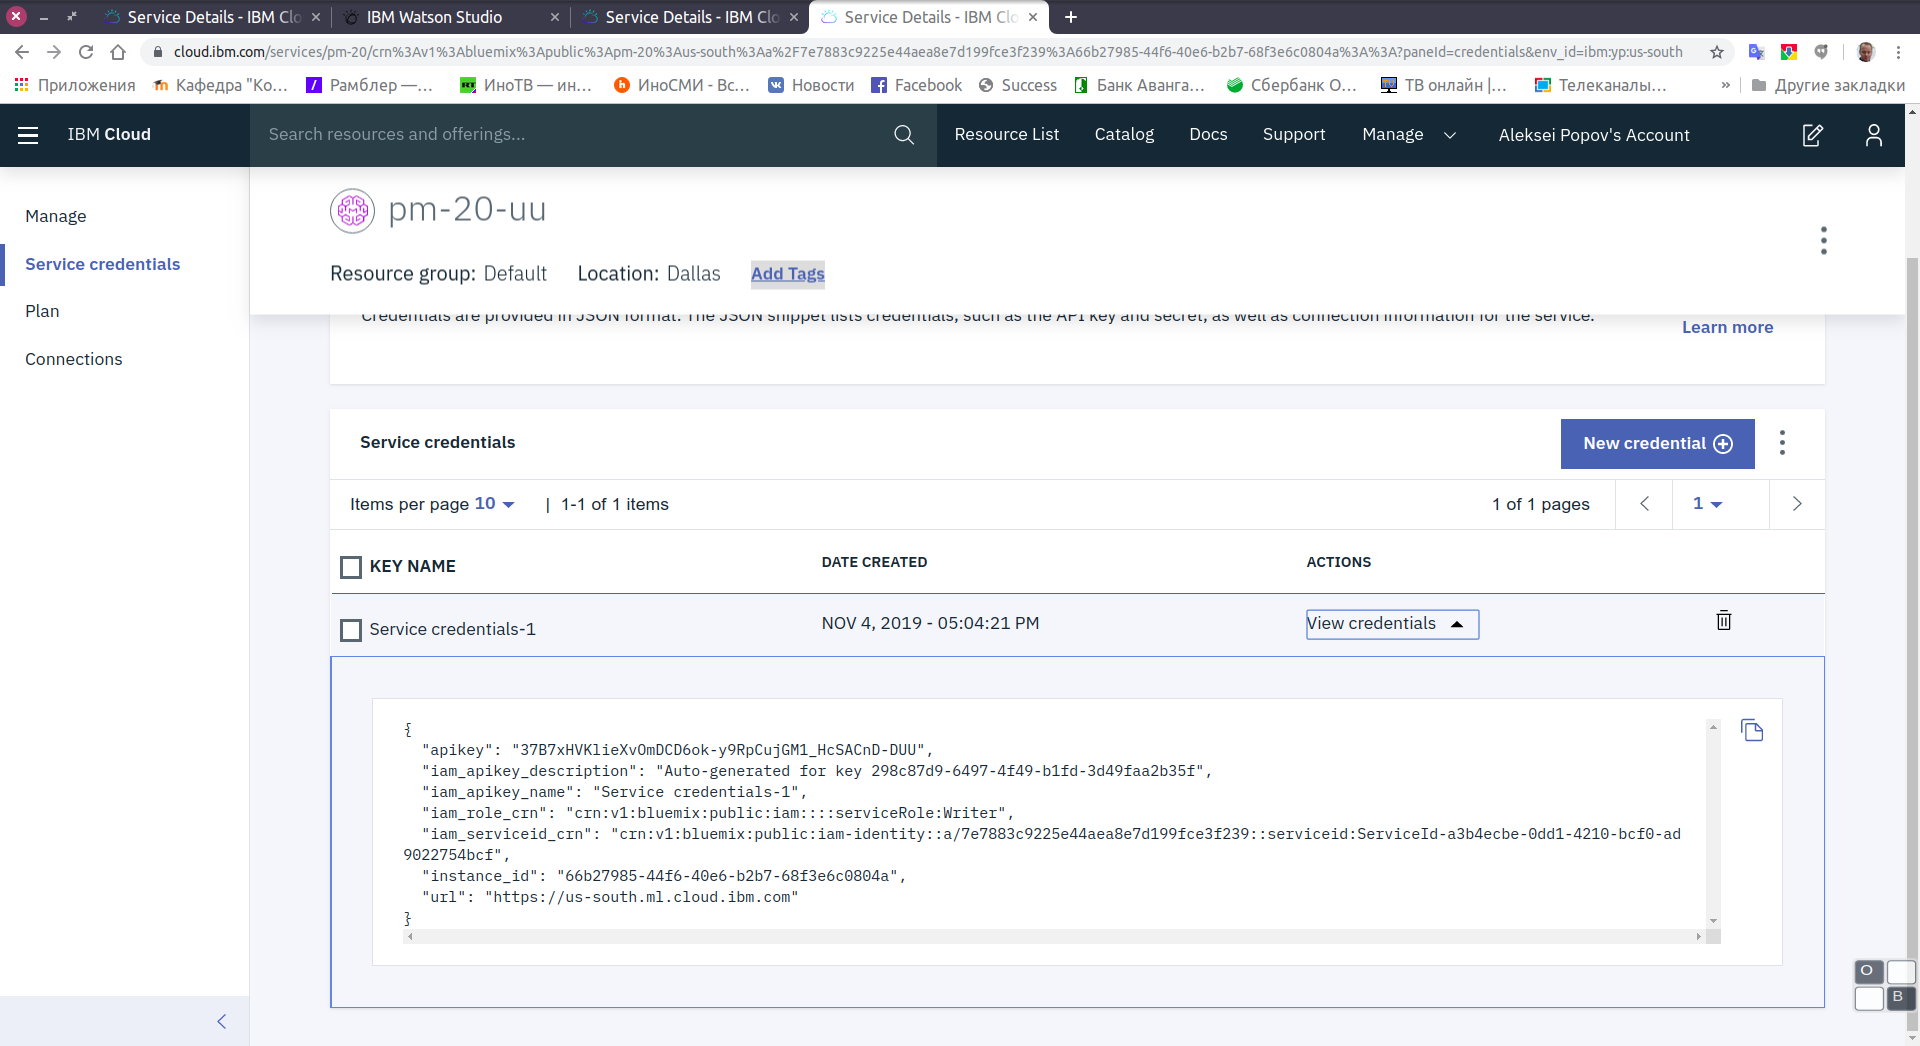 Service Details - IBM Clo
IBM Watson Studio
Service Details - IBM Clo
Service Details - IBM Clo
cloud.ibm.com/services/pm-20/crn%3Av1%3Abluemix%3Apublic%3Apm-20%3Aus-south%3Aa%2F7e7883c9225e44aea8e7d199fce3f239%3A66b27985-44f6-40e6-b2b7-68f3e6c0804a%3A%3A?paneId=credentials&env_id=ibm:yp:us-south
Приложения
Кафедра "Ко...
Рамблер —...
ИноТВ — ин...
ИноСМИ - Вс...
Новости
Facebook
Success
Банк Аванга...
Сбербанк О...
ТВ онлайн |...
Телеканалы...
»
Другие закладки
IBM Cloud
Search resources and offerings...
Resource List
Catalog
Docs
Support
Manage
Aleksei Popov's Account
Manage
Service credentials
Plan
Connections
pm-20-uu
Resource group: Default
Location: Dallas
Add Tags
Credentials are provided in JSON format. The JSON snippet lists credentials, such as the API key and secret, as well as connection information for the service.
Learn more
Service credentials
New credential
Items per page 10 | 1-1 of 1 items
1 of 1 pages
1
KEY NAME
DATE CREATED
ACTIONS
Service credentials-1
NOV 4, 2019 - 05:04:21 PM
View credentials
{
"apikey": "37B7xHVKlieXvOmDCD6ok-y9RpCujGM1_HcSACnD-DUU",
"iam_apikey_description": "Auto-generated for key 298c87d9-6497-4f49-b1fd-3d49faa2b35f",
"iam_apikey_name": "Service credentials-1",
"iam_role_crn": "crn:v1:bluemix:public:iam::::serviceRole:Writer",
"iam_serviceid_crn": "crn:v1:bluemix:public:iam-identity::a/7e7883c9225e44aea8e7d199fce3f239::serviceid:ServiceId-a3b4ecbe-0dd1-4210-bcf0-ad
9022754bcf",
"instance_id": "66b27985-44f6-40e6-b2b7-68f3e6c0804a",
"url": "https://us-south.ml.cloud.ibm.com"
}
O
B